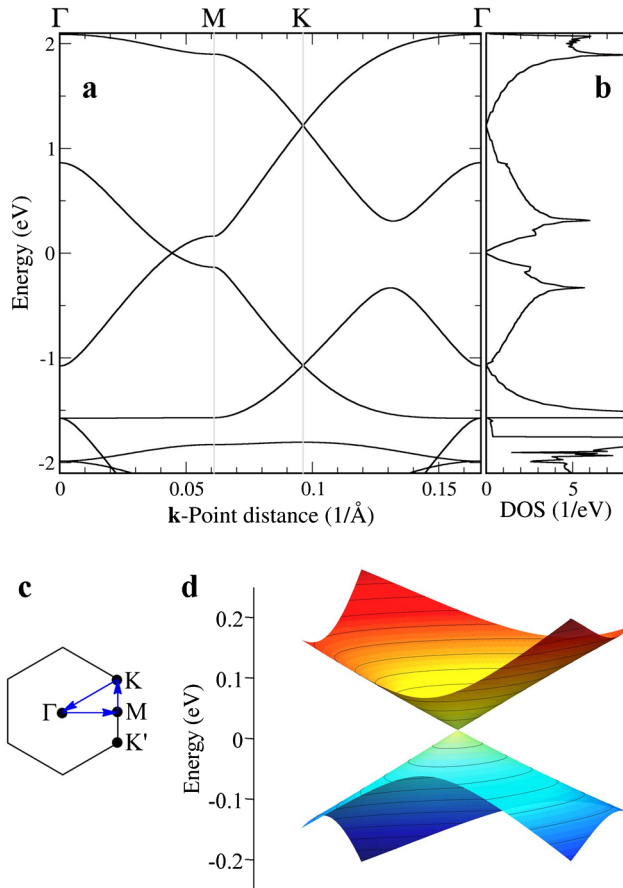 Γ M K Γ
2
1
0
-1
-2
Energy (eV)
a
0 0.05 0.1 0.15
k-Point distance (1/Å)
b
0 5
DOS (1/eV)
c
K
Γ M
K'
d
0.2
0.1
0
-0.1
-0.2
Energy (eV)